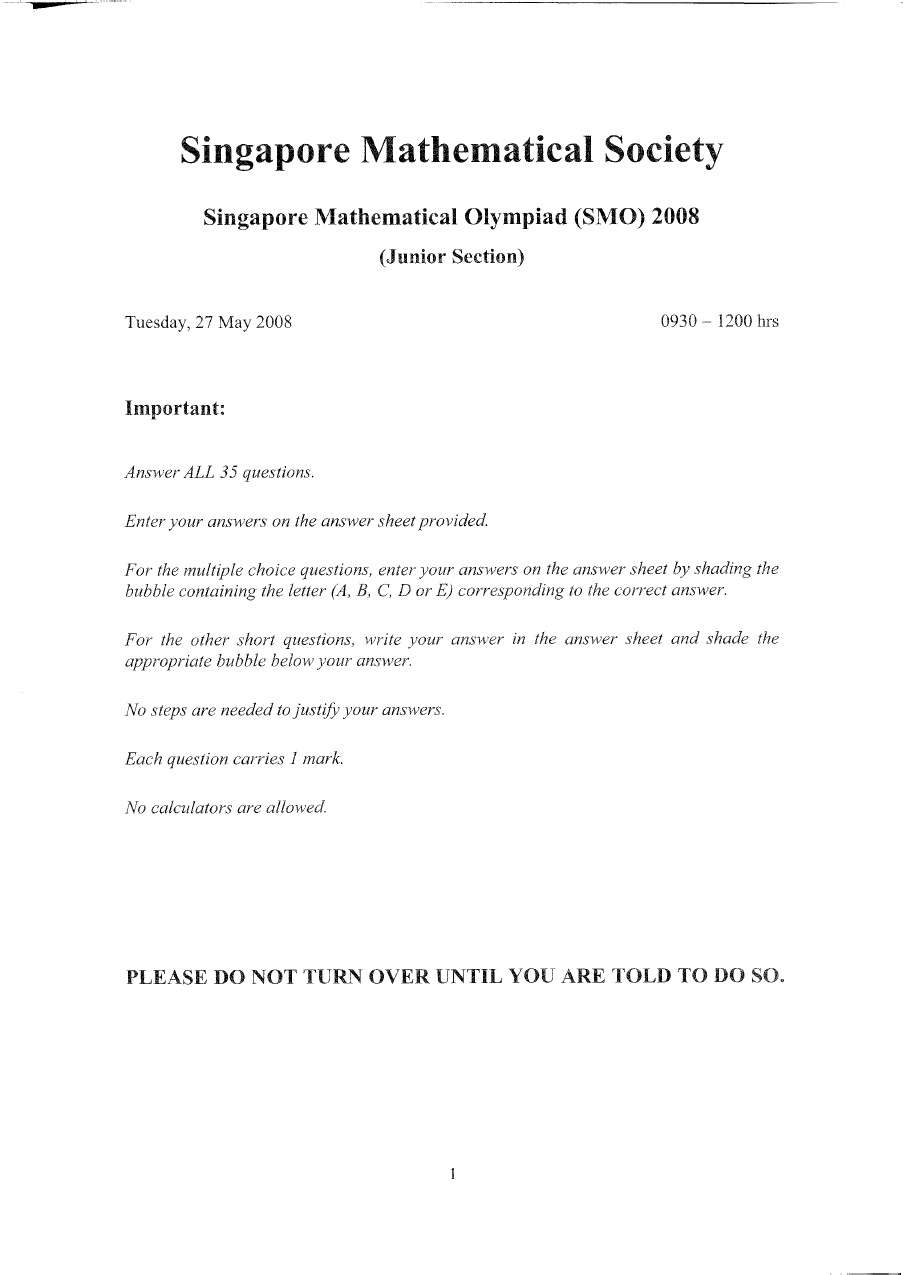 Singapore Mathematical Society
Singapore Mathematical Olympiad (SMO) 2008
(Junior Section)
Tuesday, 27 May 2008 0930 – 1200 hrs
Important:
Answer ALL 35 questions.
Enter your answers on the answer sheet provided.
For the multiple choice questions, enter your answers on the answer sheet by shading the
bubble containing the letter (A, B, C, D or E) corresponding to the correct answer.
For the other short questions, write your answer in the answer sheet and shade the
appropriate bubble below your answer.
No steps are needed to justify your answers.
Each question carries 1 mark.
No calculators are allowed.
PLEASE DO NOT TURN OVER UNTIL YOU ARE TOLD TO DO SO.
1